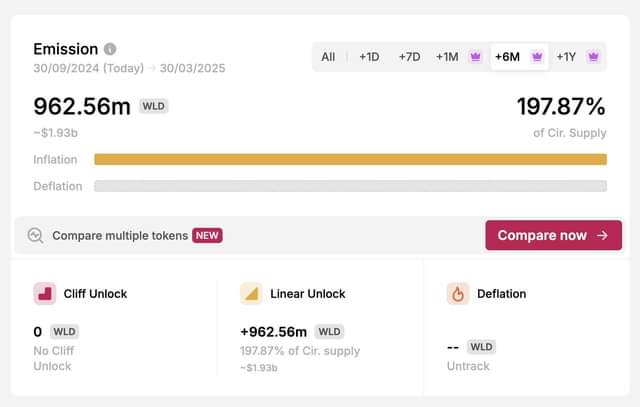 Emission
All +1D +7D +1M +6M +1Y
30/09/2024 (Today) → 30/03/2025
962.56m WLD 197.87%
~$1.93b of Cir. Supply
Inflation
Deflation
Compare multiple tokens NEW Compare now →
Cliff Unlock Linear Unlock Deflation
0 WLD +962.56m WLD -- WLD
No Cliff Unlock
197.87% of Cir. supply
~$1.93b
Untrack